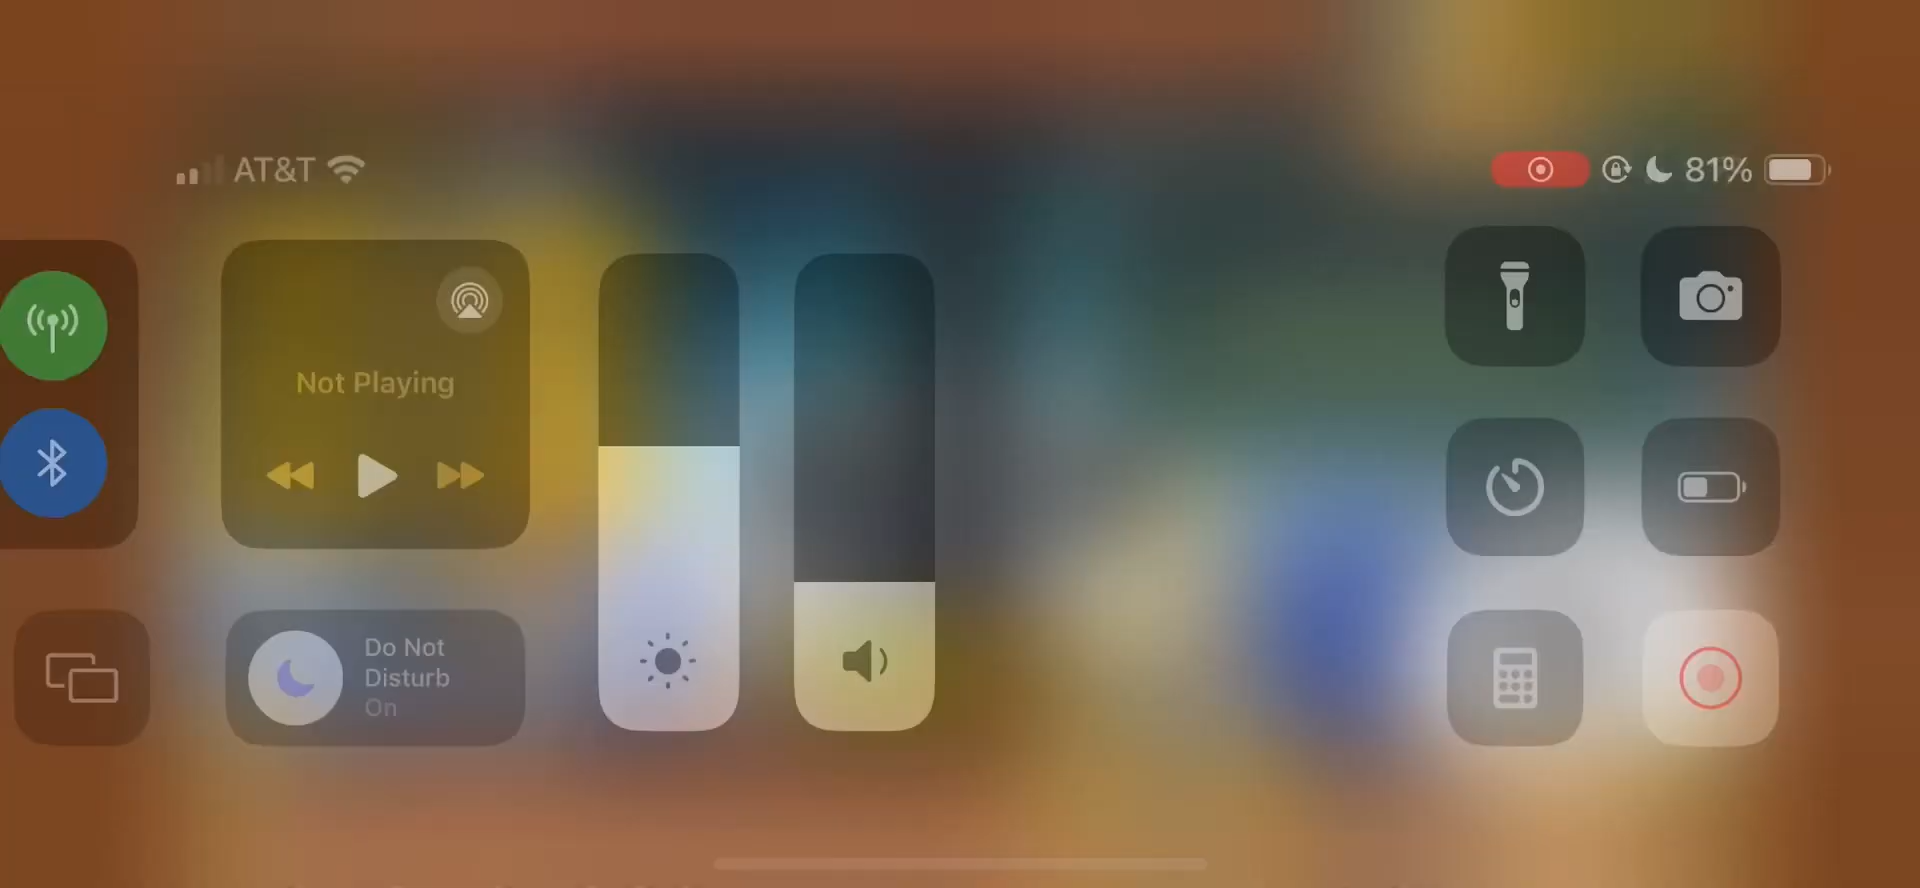 AT&T
81%
Not Playing
Do Not
Disturb
On